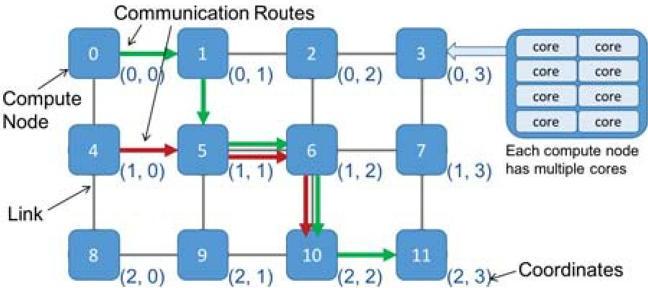 Communication Routes
0
1
2
3
core core
core core
core core
core core
(0, 0)
(0, 1)
(0, 2)
(0, 3)
Compute
Node
Each compute node
has multiple cores
4
5
6
7
(1, 0)
(1, 1)
(1, 2)
(1, 3)
Link
8
9
10
11
(2, 0)
(2, 1)
(2, 2)
(2, 3)
Coordinates